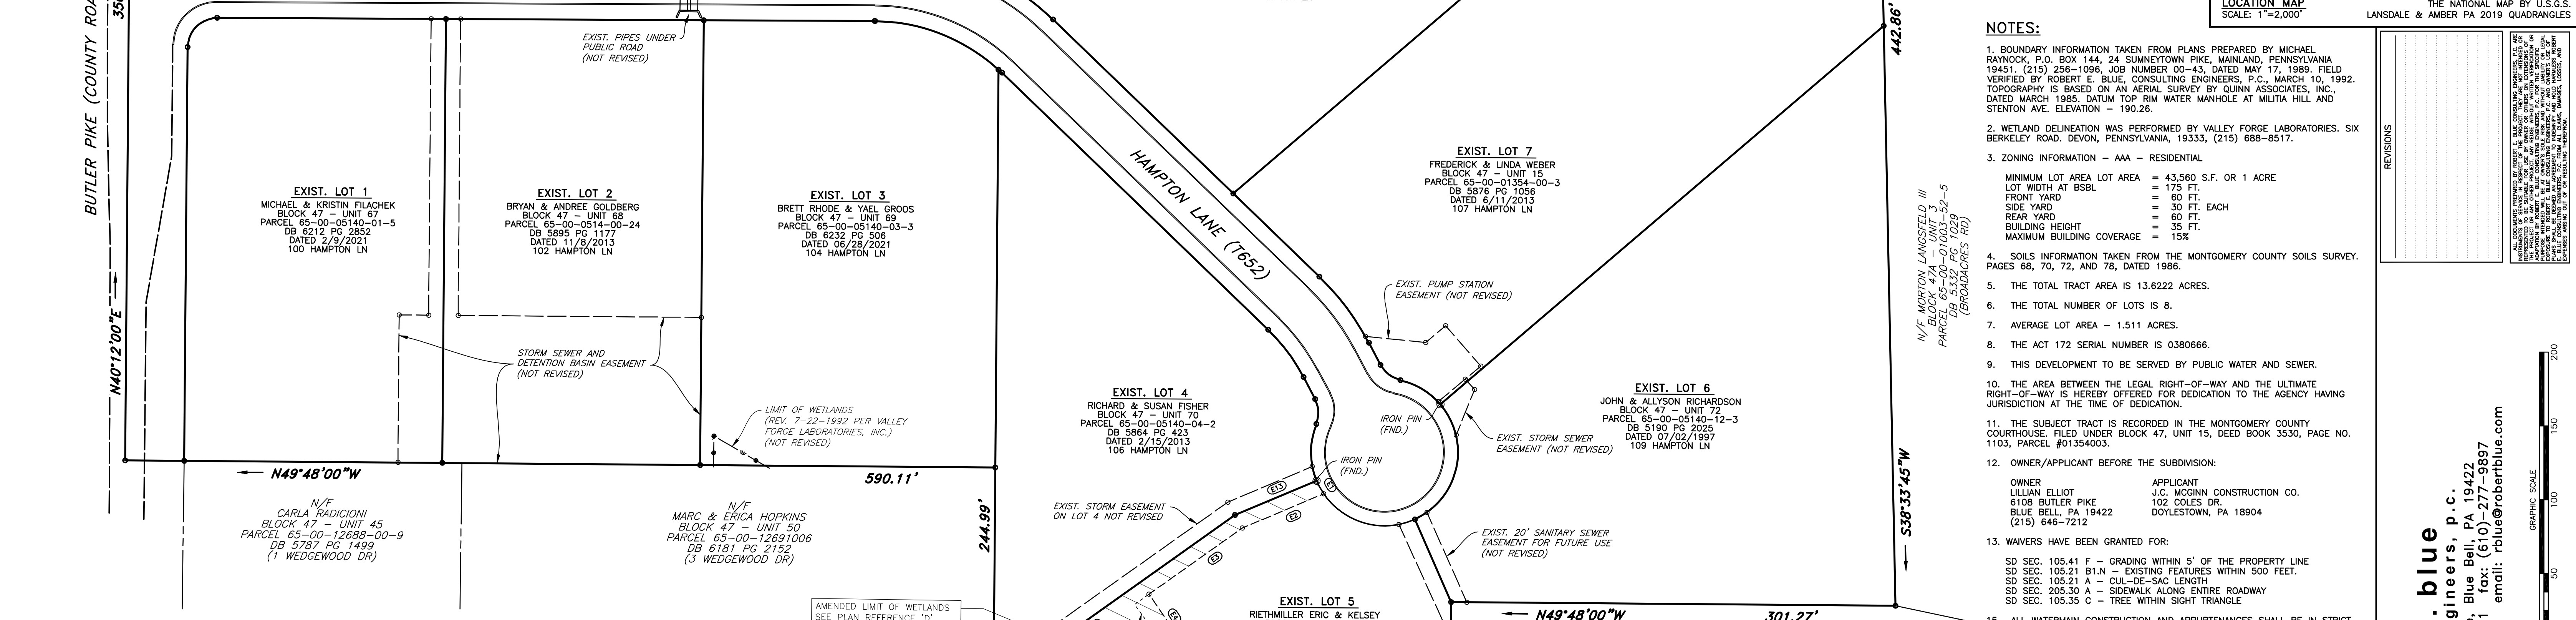 BUTLER PIKE (COUNTY ROA
350
N40°12'00"E
EXIST. PIPES UNDER
PUBLIC ROAD
(NOT REVISED)
EXIST. LOT 1
MICHAEL & KRISTIN FILACHEK
BLOCK 47 – UNIT 67
PARCEL 65-00-05140-01-5
DB 6212 PG 2852
DATED 2/9/2021
100 HAMPTON LN
EXIST. LOT 2
BRYAN & ANDREE GOLDBERG
BLOCK 47 – UNIT 68
PARCEL 65-00-0514-00-24
DB 5895 PG 1177
DATED 11/8/2013
102 HAMPTON LN
EXIST. LOT 3
BRETT RHODE & YAEL GROOS
BLOCK 47 – UNIT 69
PARCEL 65-00-05140-03-3
DB 6232 PG 506
DATED 06/28/2021
104 HAMPTON LN
STORM SEWER AND
DETENTION BASIN EASEMENT
(NOT REVISED)
LIMIT OF WETLANDS
(REV. 7-22-1992 PER VALLEY
FORGE LABORATORIES, INC.)
(NOT REVISED)
N49°48'00"W
590.11'
244.99'
N/F
CARLA RADICIONI
BLOCK 47 – UNIT 45
PARCEL 65-00-12688-00-9
DB 5787 PG 1499
(1 WEDGEWOOD DR)
N/F
MARC & ERICA HOPKINS
BLOCK 47 – UNIT 50
PARCEL 65-00-12691006
DB 6181 PG 2152
(3 WEDGEWOOD DR)
AMENDED LIMIT OF WETLANDS
SEE PLAN REFERENCE 'D'
HAMPTON LANE (T652)
EXIST. LOT 7
FREDERICK & LINDA WEBER
BLOCK 47 – UNIT 15
PARCEL 65-00-01354-00-3
DB 5876 PG 1056
DATED 6/11/2013
107 HAMPTON LN
EXIST. PUMP STATION
EASEMENT (NOT REVISED)
EXIST. LOT 4
RICHARD & SUSAN FISHER
BLOCK 47 – UNIT 70
PARCEL 65-00-05140-04-2
DB 5864 PG 423
DATED 2/15/2013
106 HAMPTON LN
EXIST. LOT 6
JOHN & ALLYSON RICHARDSON
BLOCK 47 – UNIT 72
PARCEL 65-00-05140-12-3
DB 5190 PG 2025
DATED 07/02/1997
109 HAMPTON LN
IRON PIN
(FND.)
EXIST. STORM SEWER
EASEMENT (NOT REVISED)
IRON PIN
(FND.)
E1
E13
E2
E3
EXIST. STORM EASEMENT
ON LOT 4 NOT REVISED
EXIST. 20' SANITARY SEWER
EASEMENT FOR FUTURE USE
(NOT REVISED)
EXIST. LOT 5
RIETHMILLER ERIC & KELSEY
N49°48'00"W
301.27'
442.86'
S38°33'45"W
N/F MORTON LANGSFELD III
BLOCK 47A – UNIT 3
PARCEL 65-00-01003-52-5
DB 5332 PG 1029
(BROADACRES RD)
LOCATION MAP
SCALE: 1"=2,000'
THE NATIONAL MAP BY U.S.G.S.
LANSDALE & AMBER PA 2019 QUADRANGLES
NOTES:
1. BOUNDARY INFORMATION TAKEN FROM PLANS PREPARED BY MICHAEL
RAYNOCK, P.O. BOX 144, 24 SUMNEYTOWN PIKE, MAINLAND, PENNSYLVANIA
19451. (215) 256-1096, JOB NUMBER 00-43, DATED MAY 17, 1989. FIELD
VERIFIED BY ROBERT E. BLUE, CONSULTING ENGINEERS, P.C., MARCH 10, 1992.
TOPOGRAPHY IS BASED ON AN AERIAL SURVEY BY QUINN ASSOCIATES, INC.,
DATED MARCH 1985. DATUM TOP RIM WATER MANHOLE AT MILITIA HILL AND
STENTON AVE. ELEVATION – 190.26.
2. WETLAND DELINEATION WAS PERFORMED BY VALLEY FORGE LABORATORIES. SIX
BERKELEY ROAD. DEVON, PENNSYLVANIA, 19333, (215) 688-8517.
3. ZONING INFORMATION – AAA – RESIDENTIAL
MINIMUM LOT AREA LOT AREA = 43,560 S.F. OR 1 ACRE
LOT WIDTH AT BSBL = 175 FT.
FRONT YARD = 60 FT.
SIDE YARD = 30 FT. EACH
REAR YARD = 60 FT.
BUILDING HEIGHT = 35 FT.
MAXIMUM BUILDING COVERAGE = 15%
4. SOILS INFORMATION TAKEN FROM THE MONTGOMERY COUNTY SOILS SURVEY.
PAGES 68, 70, 72, AND 78, DATED 1986.
5. THE TOTAL TRACT AREA IS 13.6222 ACRES.
6. THE TOTAL NUMBER OF LOTS IS 8.
7. AVERAGE LOT AREA – 1.511 ACRES.
8. THE ACT 172 SERIAL NUMBER IS 0380666.
9. THIS DEVELOPMENT TO BE SERVED BY PUBLIC WATER AND SEWER.
10. THE AREA BETWEEN THE LEGAL RIGHT-OF-WAY AND THE ULTIMATE
RIGHT-OF-WAY IS HEREBY OFFERED FOR DEDICATION TO THE AGENCY HAVING
JURISDICTION AT THE TIME OF DEDICATION.
11. THE SUBJECT TRACT IS RECORDED IN THE MONTGOMERY COUNTY
COURTHOUSE. FILED UNDER BLOCK 47, UNIT 15, DEED BOOK 3530, PAGE NO.
1103, PARCEL #01354003.
12. OWNER/APPLICANT BEFORE THE SUBDIVISION:
OWNER APPLICANT
LILLIAN ELLIOT J.C. MCGINN CONSTRUCTION CO.
6108 BUTLER PIKE 102 COLES DR.
BLUE BELL, PA 19422 DOYLESTOWN, PA 18904
(215) 646-7212
13. WAIVERS HAVE BEEN GRANTED FOR:
SD SEC. 105.41 F – GRADING WITHIN 5' OF THE PROPERTY LINE
SD SEC. 105.21 B1.N – EXISTING FEATURES WITHIN 500 FEET.
SD SEC. 105.21 A – CUL-DE-SAC LENGTH
SD SEC. 205.30 A – SIDEWALK ALONG ENTIRE ROADWAY
SD SEC. 105.35 C – TREE WITHIN SIGHT TRIANGLE
15. ALL WATERMAIN CONSTRUCTION AND APPURTENANCES SHALL BE IN STRICT
REVISIONS
. blue
gineers, p.c.
, Blue Bell, PA 19422
1 fax: (610)-277-9897
email: rblue@robertblue.com
GRAPHIC SCALE
50
100
150
200